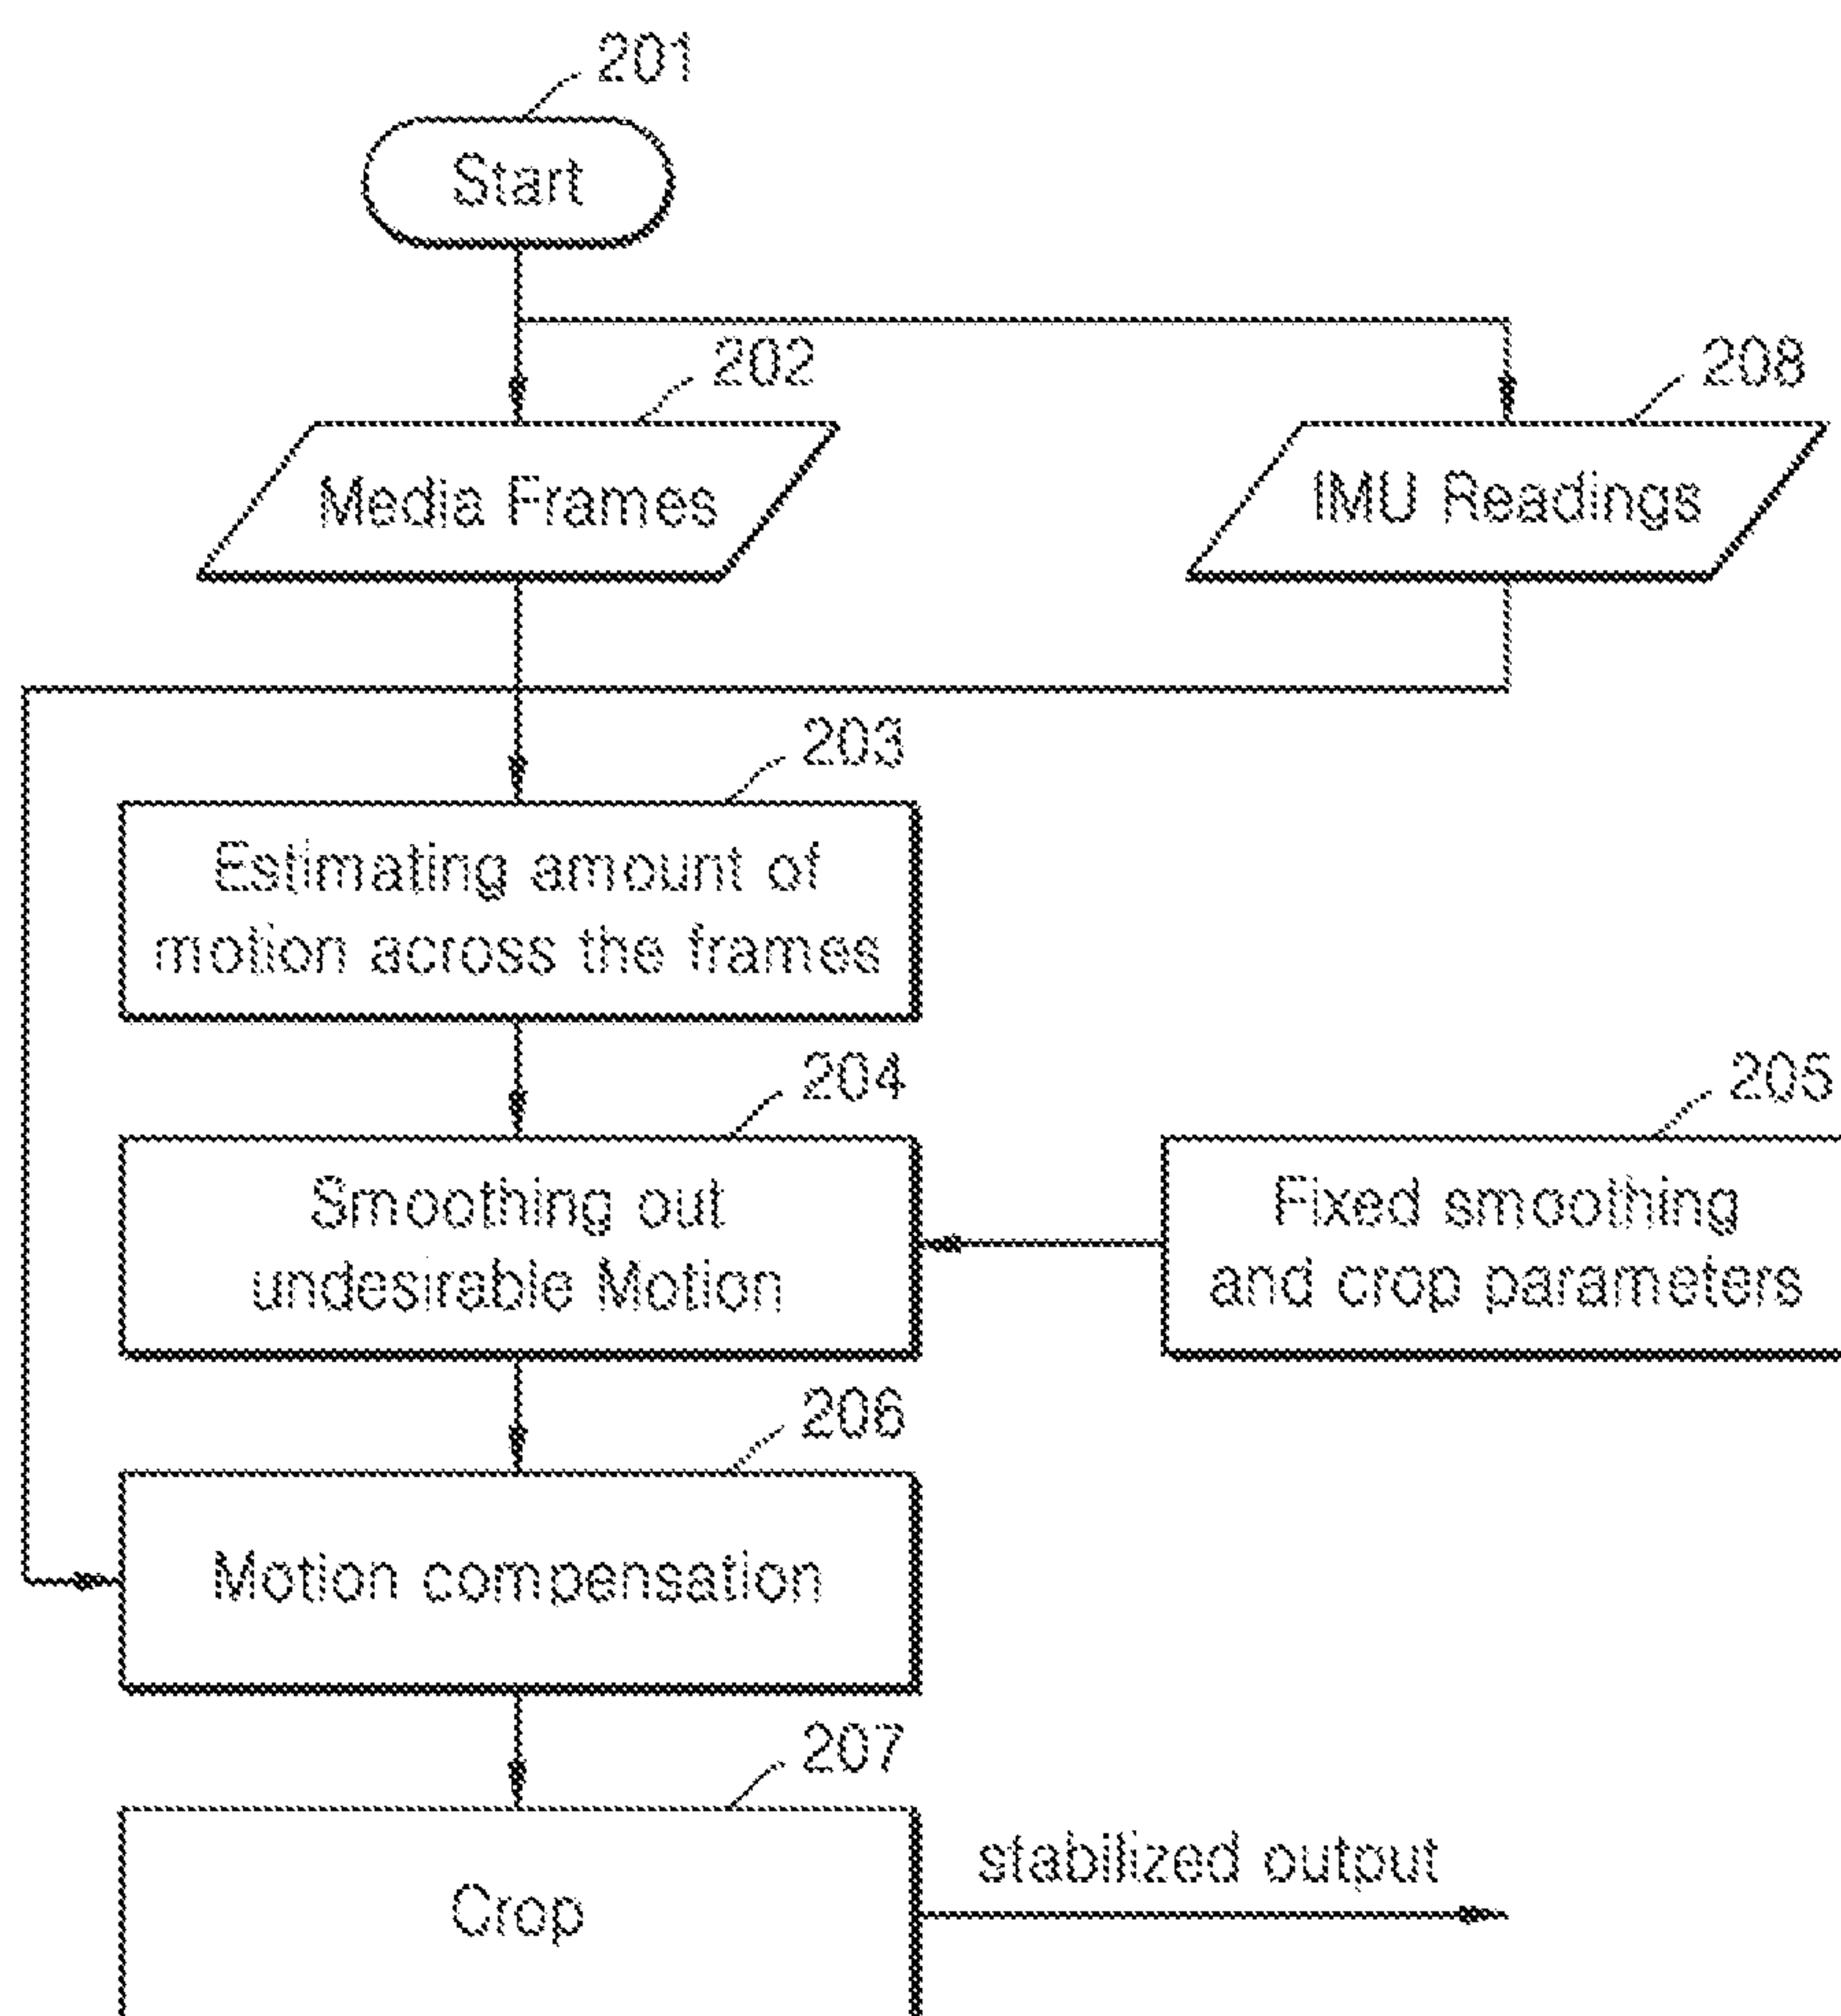 201
Start
202
208
Media Frames
IMU Readings
203
Estimating amount of
motion across the frames
204
205
Smoothing out
undesirable Motion
Fixed smoothing
and crop parameters
206
Motion compensation
207
Crop
stabilized output